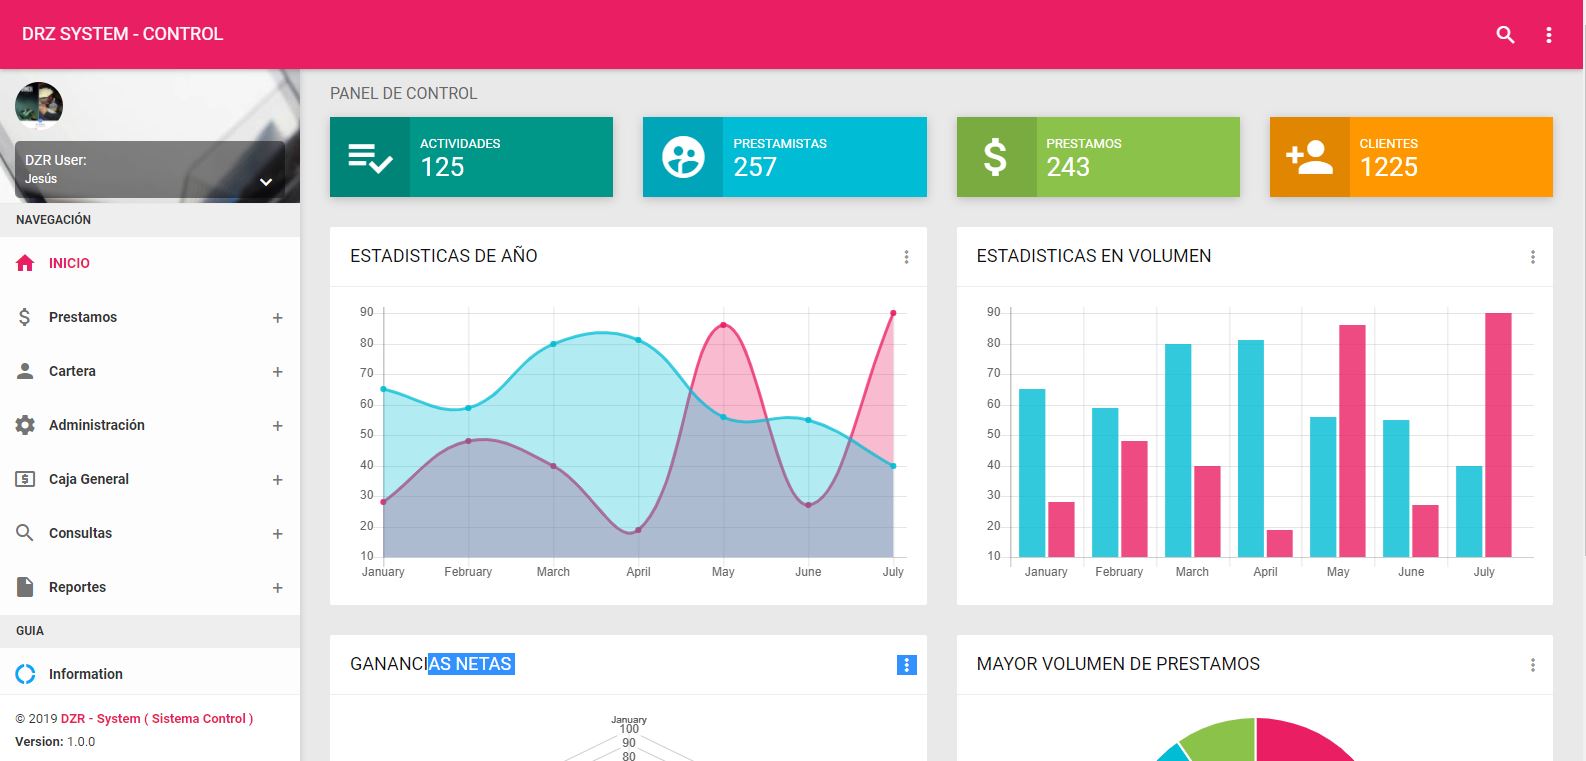 DRZ SYSTEM - CONTROL
DZR User:
Jesús
NAVEGACIÓN
INICIO
Prestamos +
Cartera +
Administración +
Caja General +
Consultas +
Reportes +
GUIA
Information
© 2019 DZR - System ( Sistema Control )
Version: 1.0.0
PANEL DE CONTROL
ACTIVIDADES
125
PRESTAMISTAS
257
PRESTAMOS
243
CLIENTES
1225
ESTADISTICAS DE AÑO
90
80
70
60
50
40
30
20
10
January February March April May June July
ESTADISTICAS EN VOLUMEN
90
80
70
60
50
40
30
20
10
January February March April May June July
GANANCIAS NETAS
January
100
90
80
MAYOR VOLUMEN DE PRESTAMOS